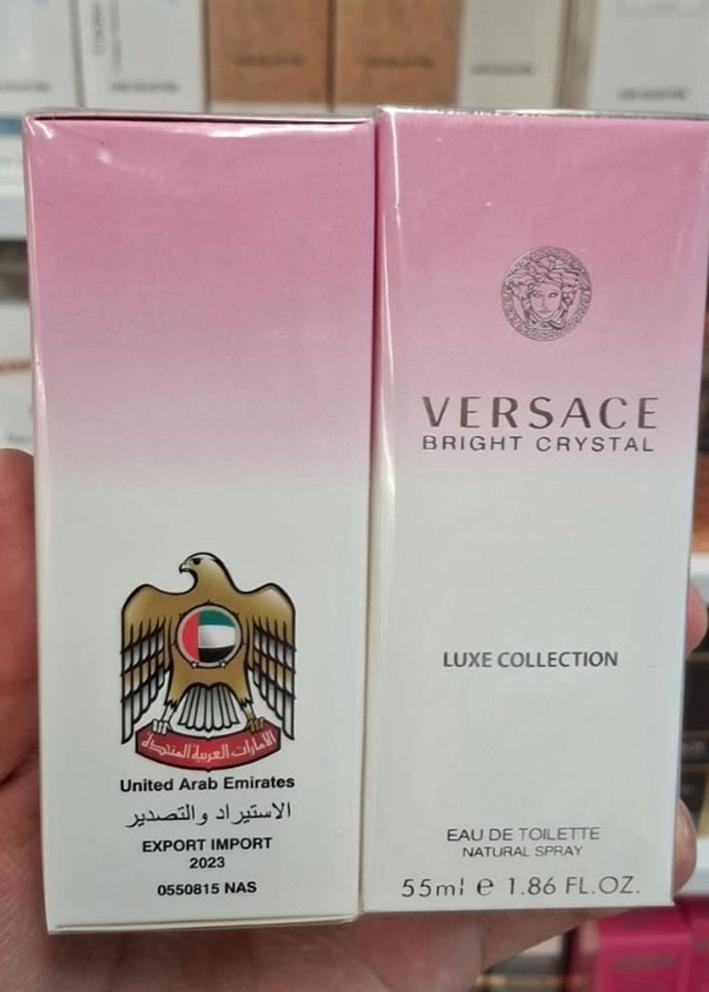 الامارات العربية المتحدة
United Arab Emirates
الاستيراد والتصدير
EXPORT IMPORT
2023
0550815 NAS
VERSACE
BRIGHT CRYSTAL
LUXE COLLECTION
EAU DE TOILETTE
NATURAL SPRAY
55ml e 1.86 FL.OZ.